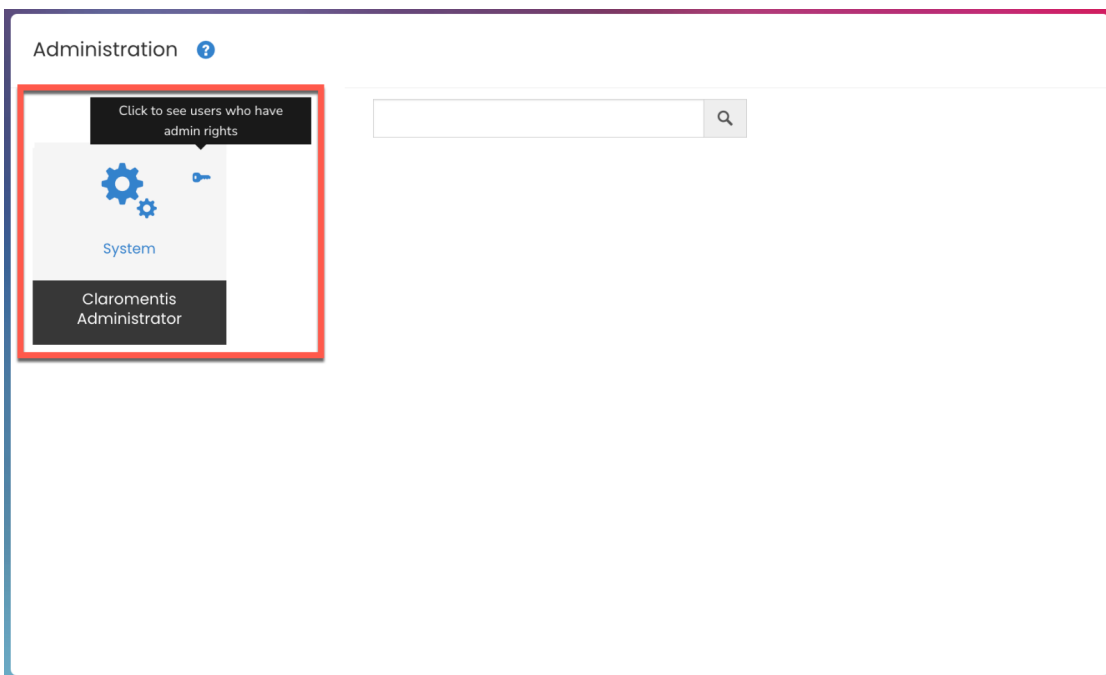 Administration
Click to see users who have
admin rights
System
Claromentis
Administrator